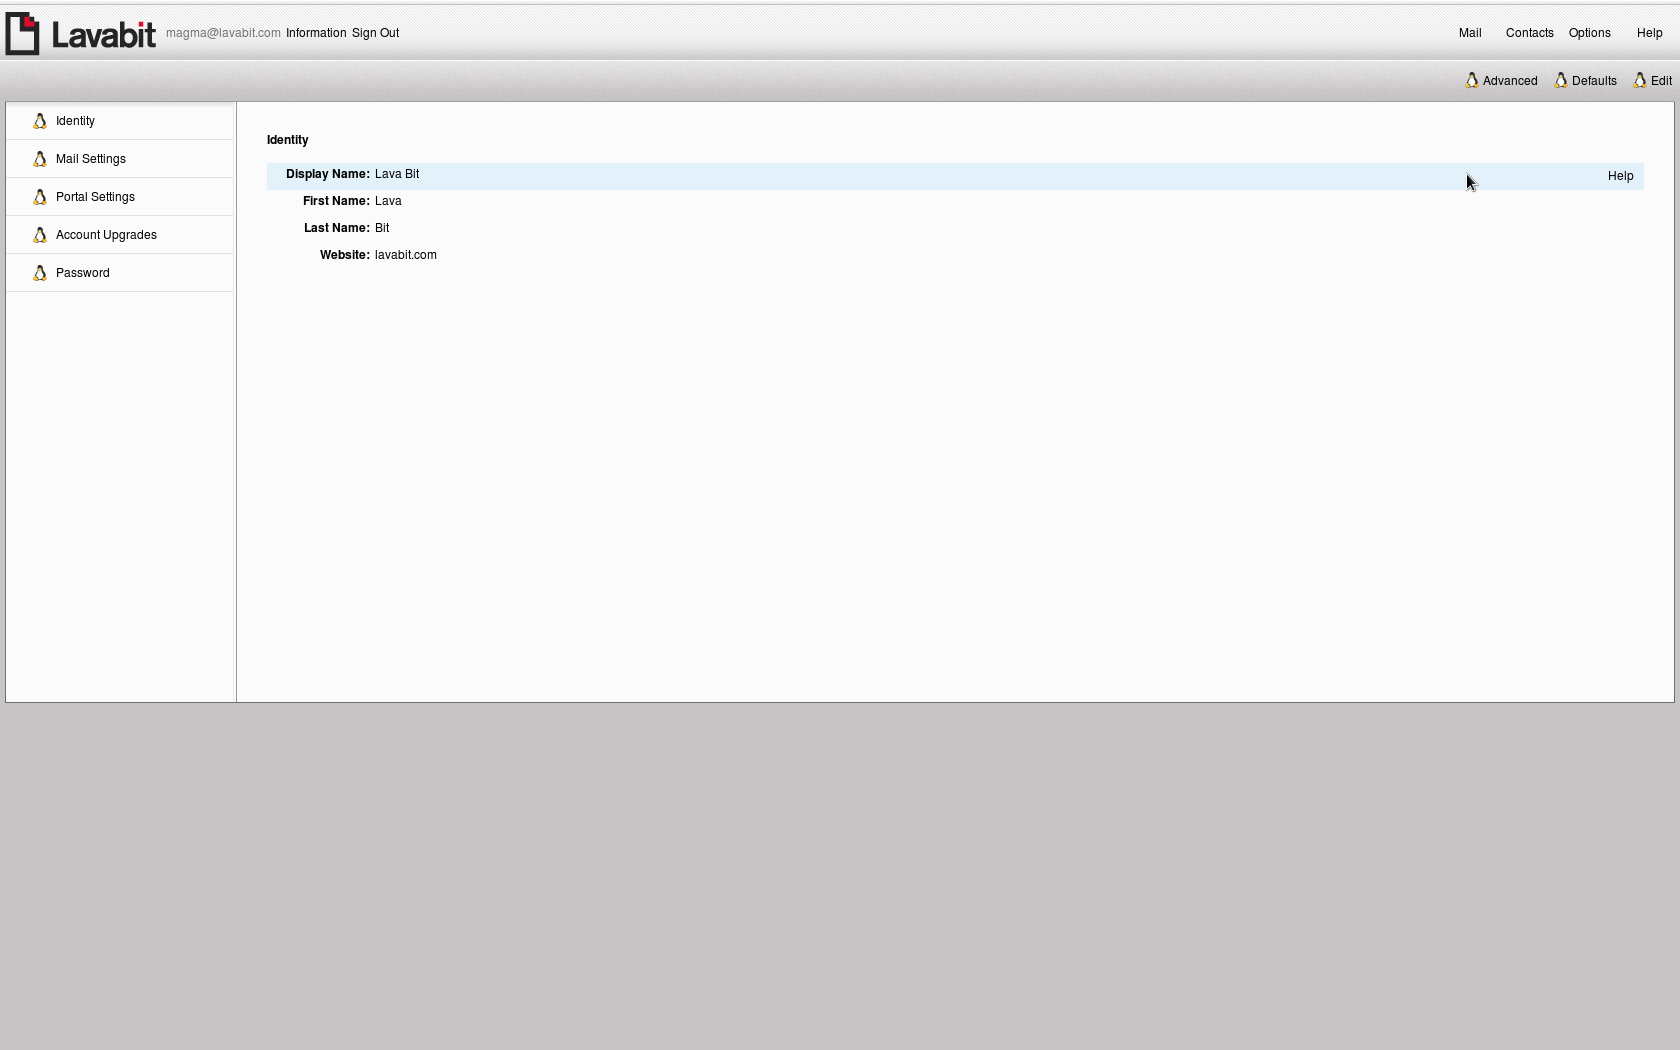 Lavabit magma@lavabit.com Information Sign Out Mail Contacts Options Help
Advanced Defaults Edit
Identity
Mail Settings
Portal Settings
Account Upgrades
Password
Identity
Display Name: Lava Bit Help
First Name: Lava
Last Name: Bit
Website: lavabit.com